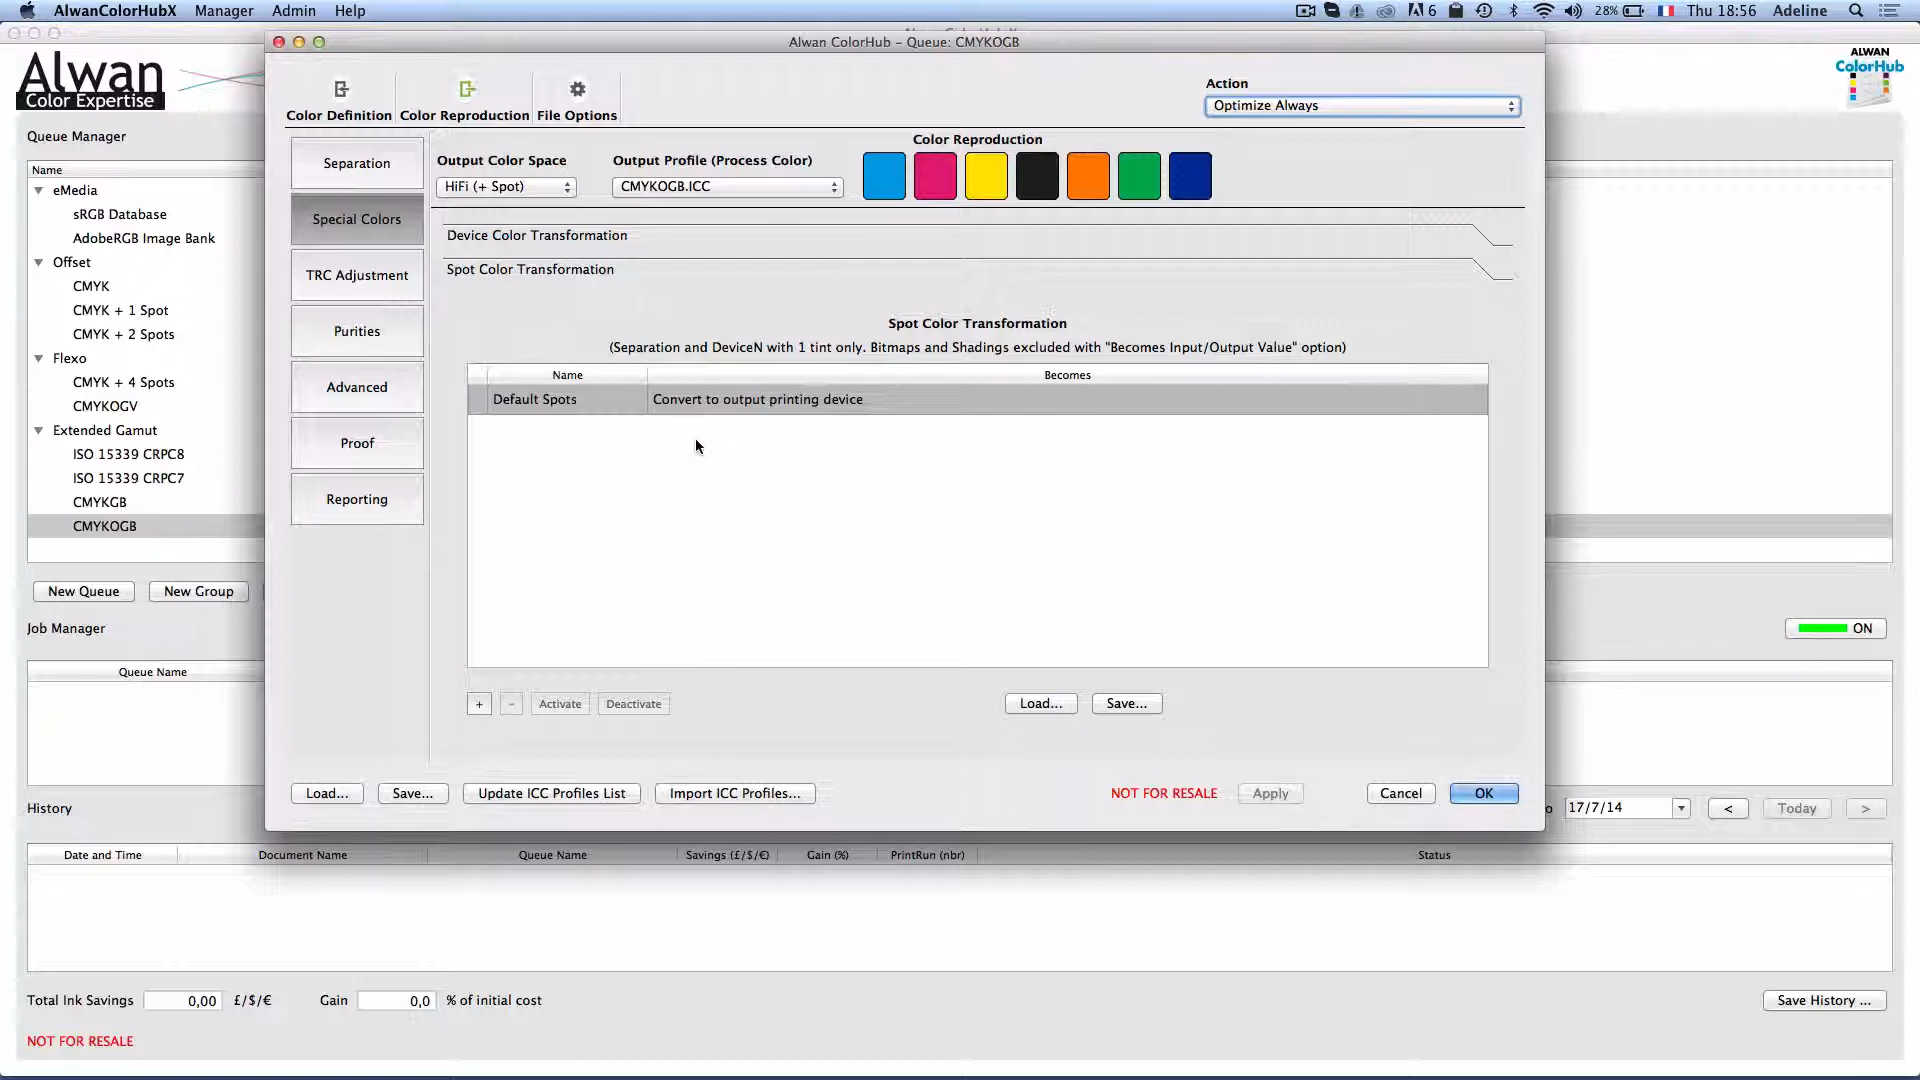 AlwanColorHubX Manager Admin Help
6 28% Thu 18:56 Adeline
Alwan ColorHub - Queue: CMYKOGB
Alwan
Color Expertise
ALWAN
ColorHub
Color Definition Color Reproduction File Options
Action
Optimize Always
Queue Manager
Name
eMedia
sRGB Database
AdobeRGB Image Bank
Offset
CMYK
CMYK + 1 Spot
CMYK + 2 Spots
Flexo
CMYK + 4 Spots
CMYKOGV
Extended Gamut
ISO 15339 CRPC8
ISO 15339 CRPC7
CMYKGB
CMYKOGB
New Queue New Group
Separation
Special Colors
TRC Adjustment
Purities
Advanced
Proof
Reporting
Color Reproduction
Output Color Space Output Profile (Process Color)
HiFi (+ Spot) CMYKOGB.ICC
Device Color Transformation
Spot Color Transformation
Spot Color Transformation
(Separation and DeviceN with 1 tint only. Bitmaps and Shadings excluded with "Becomes Input/Output Value" option)
Name Becomes
Default Spots Convert to output printing device
+ - Activate Deactivate Load... Save...
Load... Save... Update ICC Profiles List Import ICC Profiles... NOT FOR RESALE Apply Cancel OK
Job Manager
ON
Queue Name
History
o 17/7/14 < Today >
Date and Time Document Name Queue Name Savings (£/$/€) Gain (%) PrintRun (nbr) Status
Total Ink Savings 0,00 £/$/€ Gain 0,0 % of initial cost Save History ...
NOT FOR RESALE